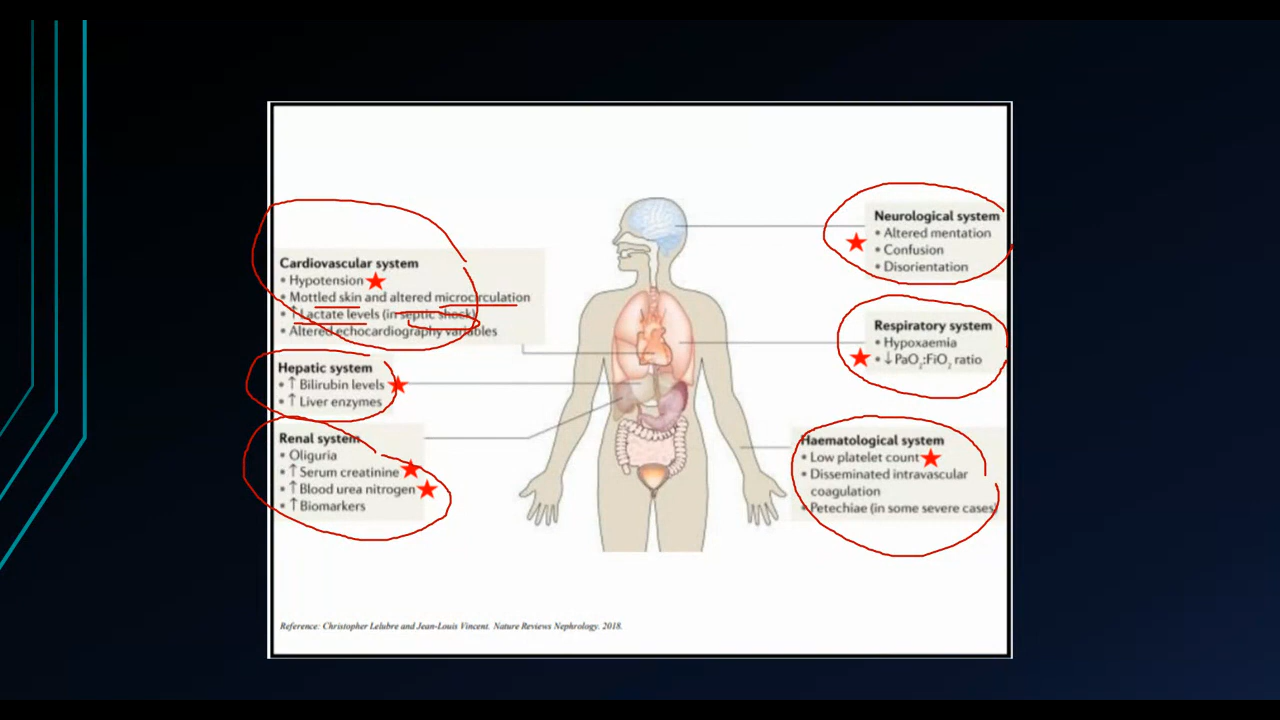 Cardiovascular system
• Hypotension
• Mottled skin and altered microcirculation
• ↑ Lactate levels (in septic shock)
• Altered echocardiography variables
Hepatic system
• ↑ Bilirubin levels
• ↑ Liver enzymes
Renal system
• Oliguria
• ↑ Serum creatinine
• ↑ Blood urea nitrogen
• ↑ Biomarkers
Neurological system
• Altered mentation
• Confusion
• Disorientation
Respiratory system
• Hypoxaemia
• ↓ PaO₂:FiO₂ ratio
Haematological system
• Low platelet count
• Disseminated intravascular
coagulation
• Petechiae (in some severe cases)
Reference: Christopher Lelubre and Jean-Louis Vincent. Nature Reviews Nephrology. 2018.